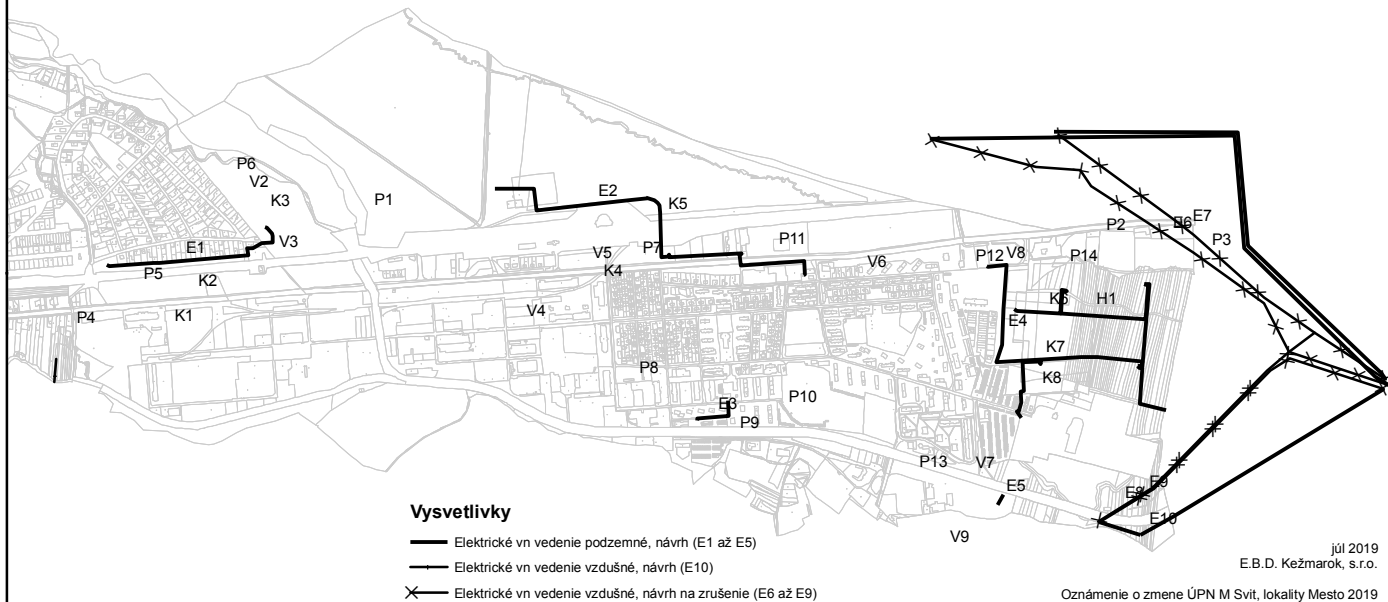 P6
V2
K3
P1
E2
K5
E7
E6
P2
P3
E1
V3
P5
K2
V5
P7
P11
K4
V6
P12
V8
P14
P4
K1
V4
K6
H1
E4
K7
P8
K8
E3
P10
P9
P13
V7
E5
E9
E8
E10
V9
Vysvetlivky
Elektrické vn vedenie podzemné, návrh (E1 až E5)
Elektrické vn vedenie vzdušné, návrh (E10)
Elektrické vn vedenie vzdušné, návrh na zrušenie (E6 až E9)
júl 2019
E.B.D. Kežmarok, s.r.o.
Oznámenie o zmene ÚPN M Svit, lokality Mesto 2019